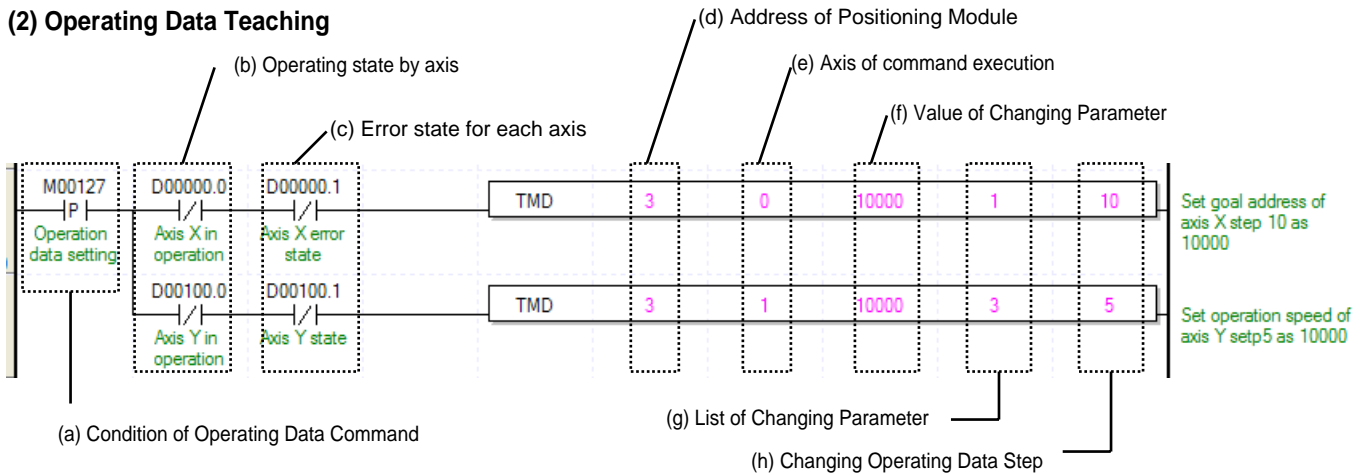 (2) Operating Data Teaching
(d) Address of Positioning Module
(b) Operating state by axis
(e) Axis of command execution
(f) Value of Changing Parameter
(c) Error state for each axis
M00127 D00000.0 D00000.1
P
TMD 3 0 10000 1 10
Operation
data setting
Axis X in
operation
Axis X error
state
Set goal address of
axis X step 10 as
10000
D00100.0 D00100.1
TMD 3 1 10000 3 5
Axis Y in
operation
Axis Y state
Set operation speed of
axis Y setp5 as 10000
(g) List of Changing Parameter
(a) Condition of Operating Data Command
(h) Changing Operating Data Step